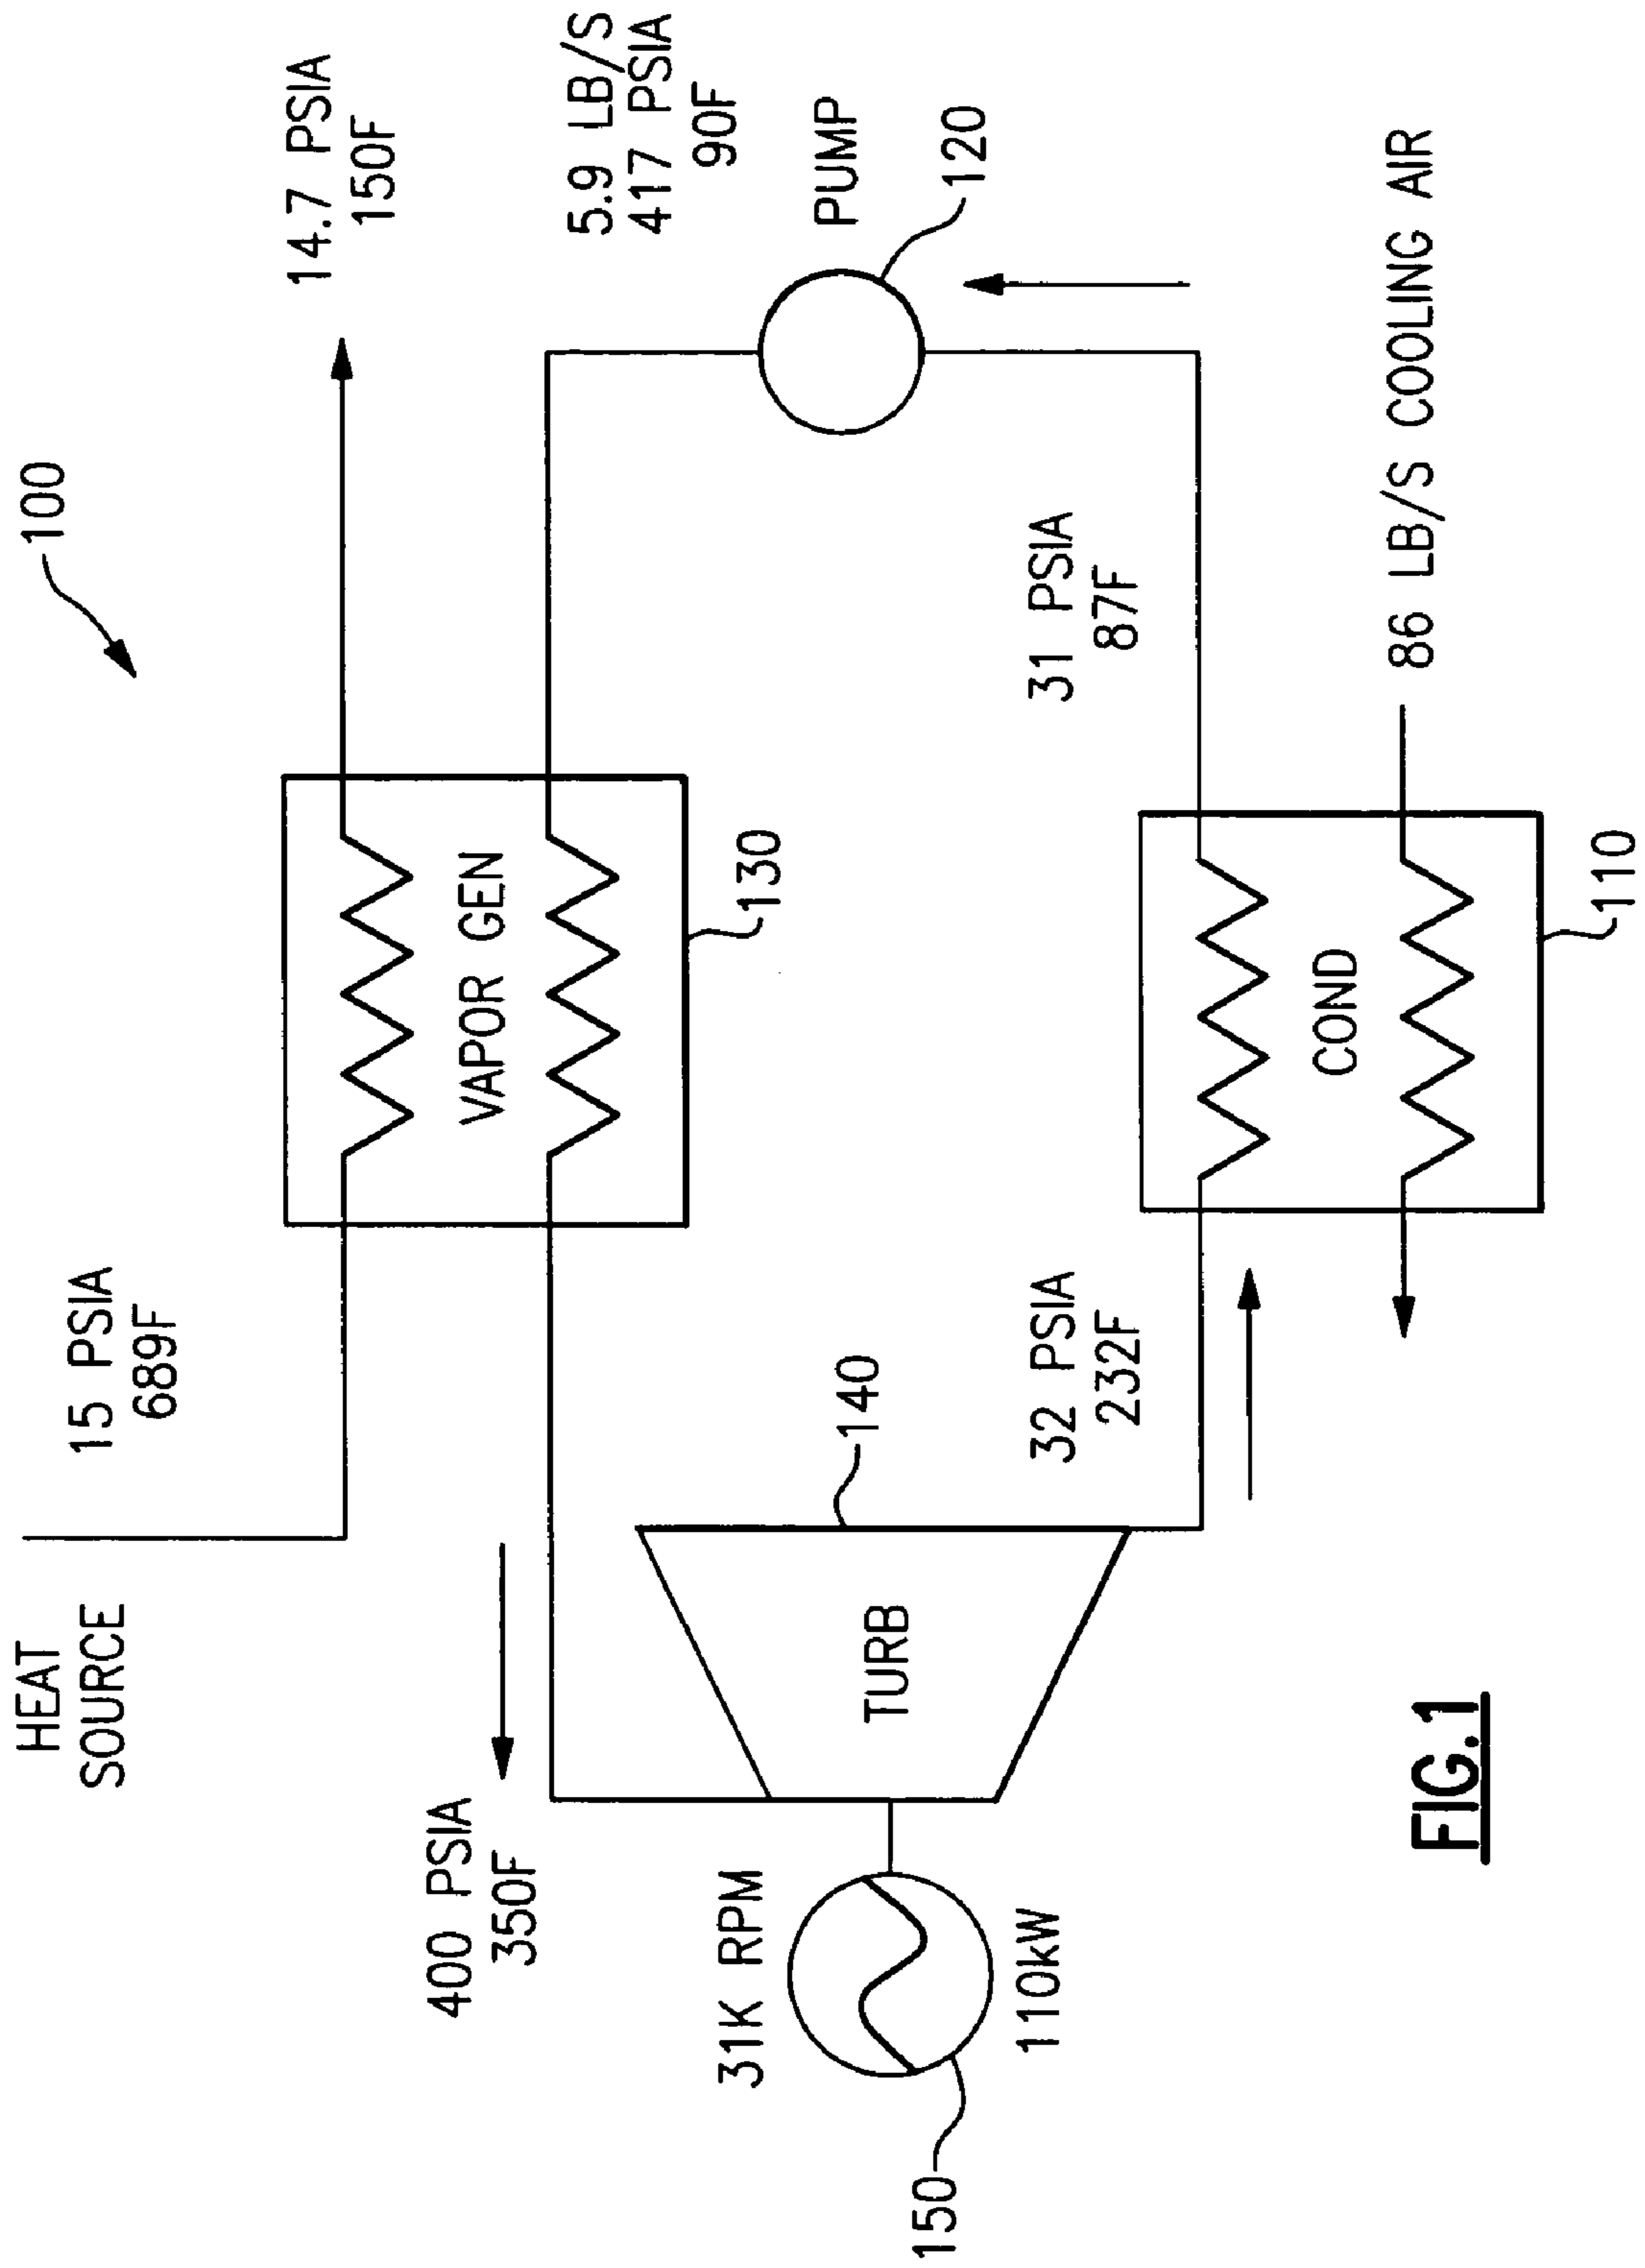 100
HEAT
SOURCE
15 PSIA
689F
14.7 PSIA
150F
400 PSIA
350F
VAPOR GEN
130
5.9 LB/S
417 PSIA
90F
31K RPM
110kW
150
TURB
140
PUMP
120
32 PSIA
232F
31 PSIA
87F
COND
110
86 LB/S COOLING AIR
FIG.1